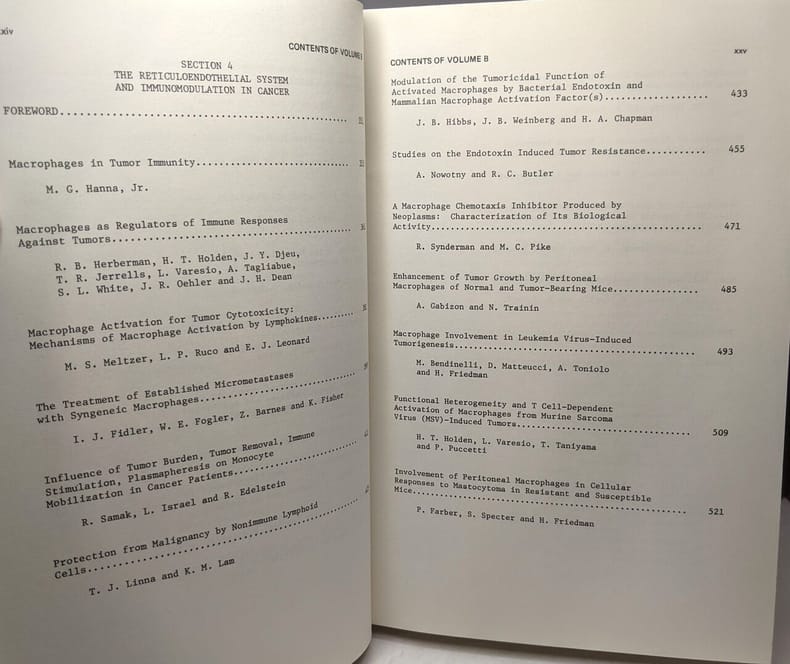 xiv
CONTENTS OF VOLUME
SECTION 4
THE RETICULOENDOTHELIAL SYSTEM
AND IMMUNOMODULATION IN CANCER
FOREWORD
Macrophages in Tumor Immunity
M. G. Hanna, Jr.
Macrophages as Regulators of Immune Responses
Against Tumors
R. B. Herberman, H. T. Holden, J. Y. Djeu,
T. R. Jerrells, L. Varesio, A. Tagliabue,
S. L. White, J. R. Oehler and J. H. Dean
Macrophage Activation for Tumor Cytotoxicity:
Mechanisms of Macrophage Activation by Lymphokines
M. S. Meltzer, L. P. Ruco and E. J. Leonard
The Treatment of Established Micrometastases
with Syngeneic Macrophages
I. J. Fidler, W. E. Fogler, Z. Barnes and K. Fisher
Influence of Tumor Burden, Tumor Removal, Immune
Stimulation, Plasmapheresis on Monocyte
Mobilization in Cancer Patients
R. Samak, L. Israel and R. Edelstein
Protection from Malignancy by Nonimmune Lymphoid
Cells
T. J. Linna and K. M. Lam
CONTENTS OF VOLUME B
xxv
Modulation of the Tumoricidal Function of
Activated Macrophages by Bacterial Endotoxin and
Mammalian Macrophage Activation Factor(s) 433
J. B. Hibbs, J. B. Weinberg and H. A. Chapman
Studies on the Endotoxin Induced Tumor Resistance 455
A. Nowotny and R. C. Butler
A Macrophage Chemotaxis Inhibitor Produced by
Neoplasms: Characterization of Its Biological
Activity 471
R. Synderman and M. C. Pike
Enhancement of Tumor Growth by Peritoneal
Macrophages of Normal and Tumor-Bearing Mice 485
A. Gabizon and N. Trainin
Macrophage Involvement in Leukemia Virus-Induced
Tumorigenesis 493
M. Bendinelli, D. Matteucci, A. Toniolo
and H. Friedman
Functional Heterogeneity and T Cell-Dependent
Activation of Macrophages from Murine Sarcoma
Virus (MSV)-Induced Tumors 509
H. T. Holden, L. Varesio, T. Taniyama
and P. Puccetti
Involvement of Peritoneal Macrophages in Cellular
Responses to Mastocytoma in Resistant and Susceptible
Mice 521
P. Farber, S. Specter and H. Friedman